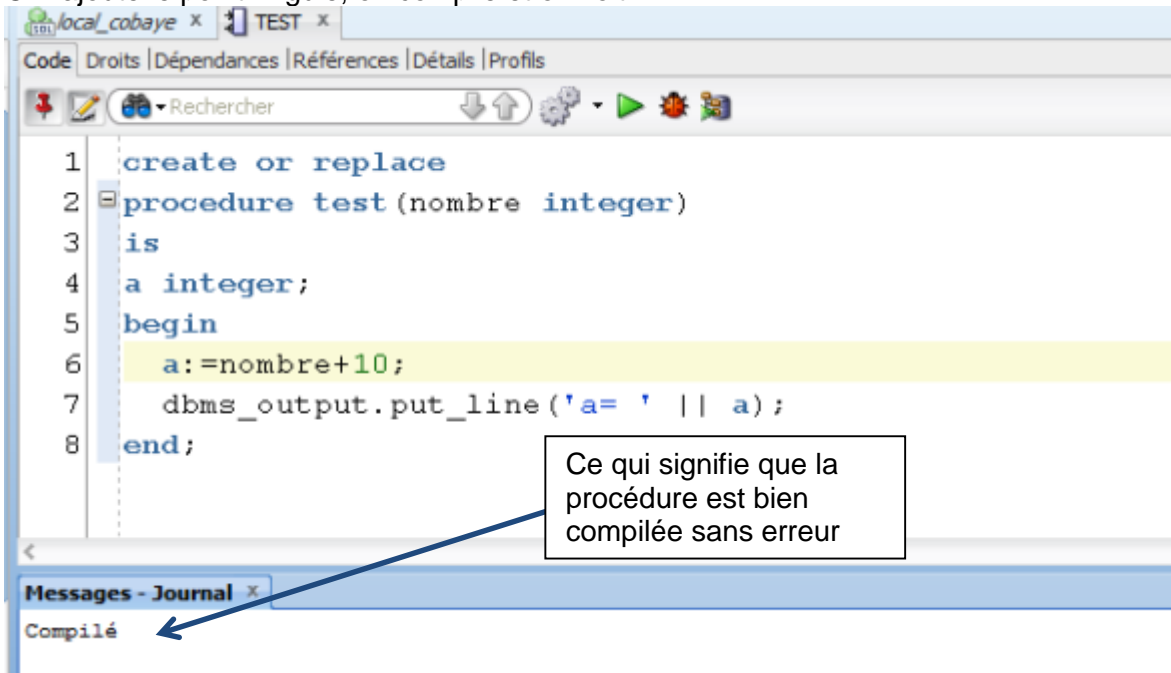 local_cobaye x TEST x
Code Droits |Dépendances |Références |Détails |Profils
Rechercher
1 create or replace
2 procedure test(nombre integer)
3 is
4 a integer;
5 begin
6 a:=nombre+10;
7 dbms_output.put_line('a= ' || a);
8 end;
Ce qui signifie que la
procédure est bien
compilée sans erreur
Messages - Journal x
Compilé